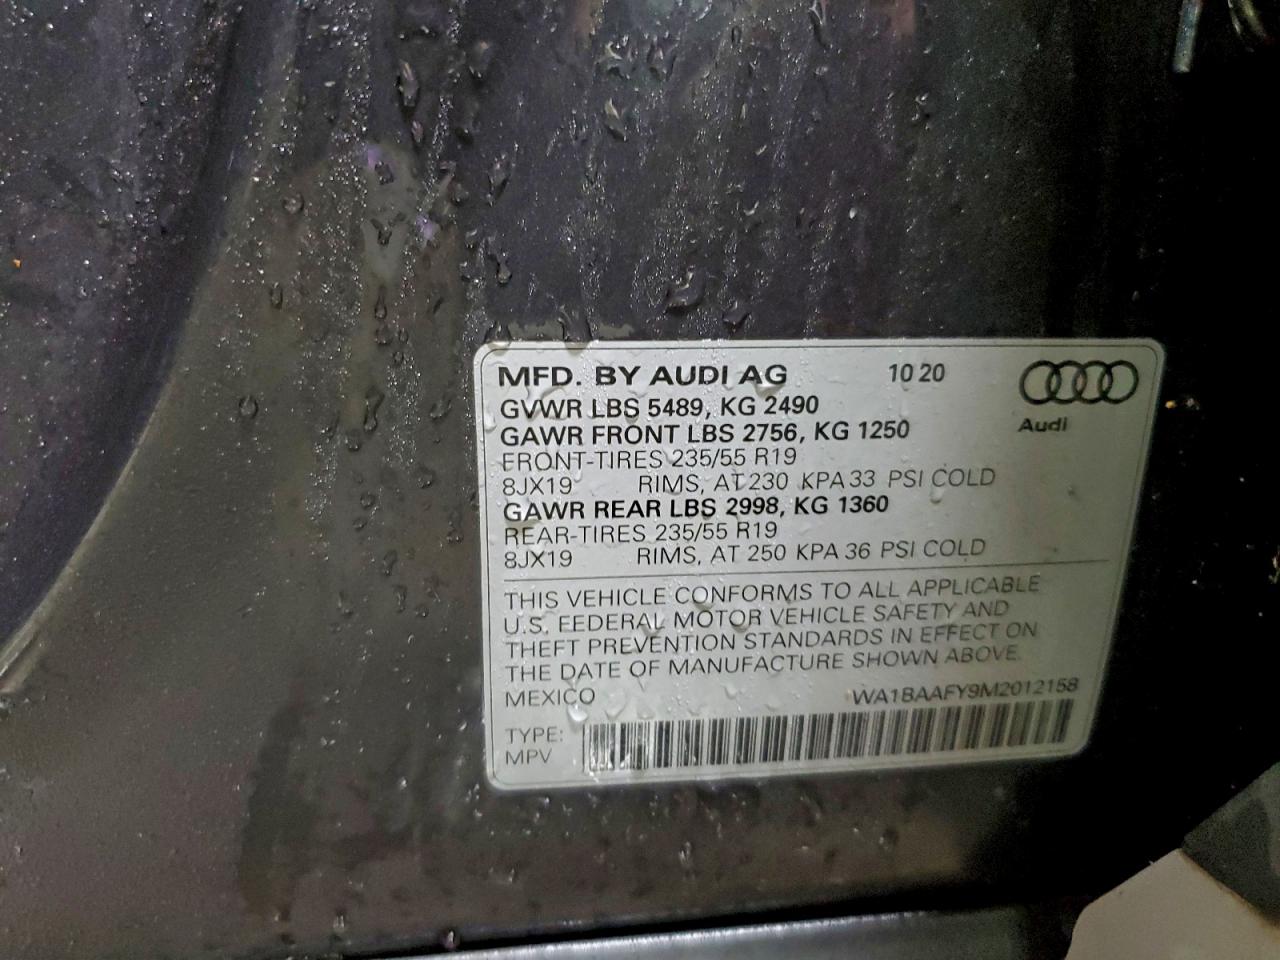 MFD. BY AUDI AG 10 20
GVWR LBS 5489, KG 2490
GAWR FRONT LBS 2756, KG 1250
Audi
FRONT-TIRES 235/55 R19
8JX19 RIMS, AT 230 KPA 33 PSI COLD
GAWR REAR LBS 2998, KG 1360
REAR-TIRES 235/55 R19
8JX19 RIMS, AT 250 KPA 36 PSI COLD
THIS VEHICLE CONFORMS TO ALL APPLICABLE
U.S. FEDERAL MOTOR VEHICLE SAFETY AND
THEFT PREVENTION STANDARDS IN EFFECT ON
THE DATE OF MANUFACTURE SHOWN ABOVE.
MEXICO WA1BAAFY9M2012158
TYPE:
MPV